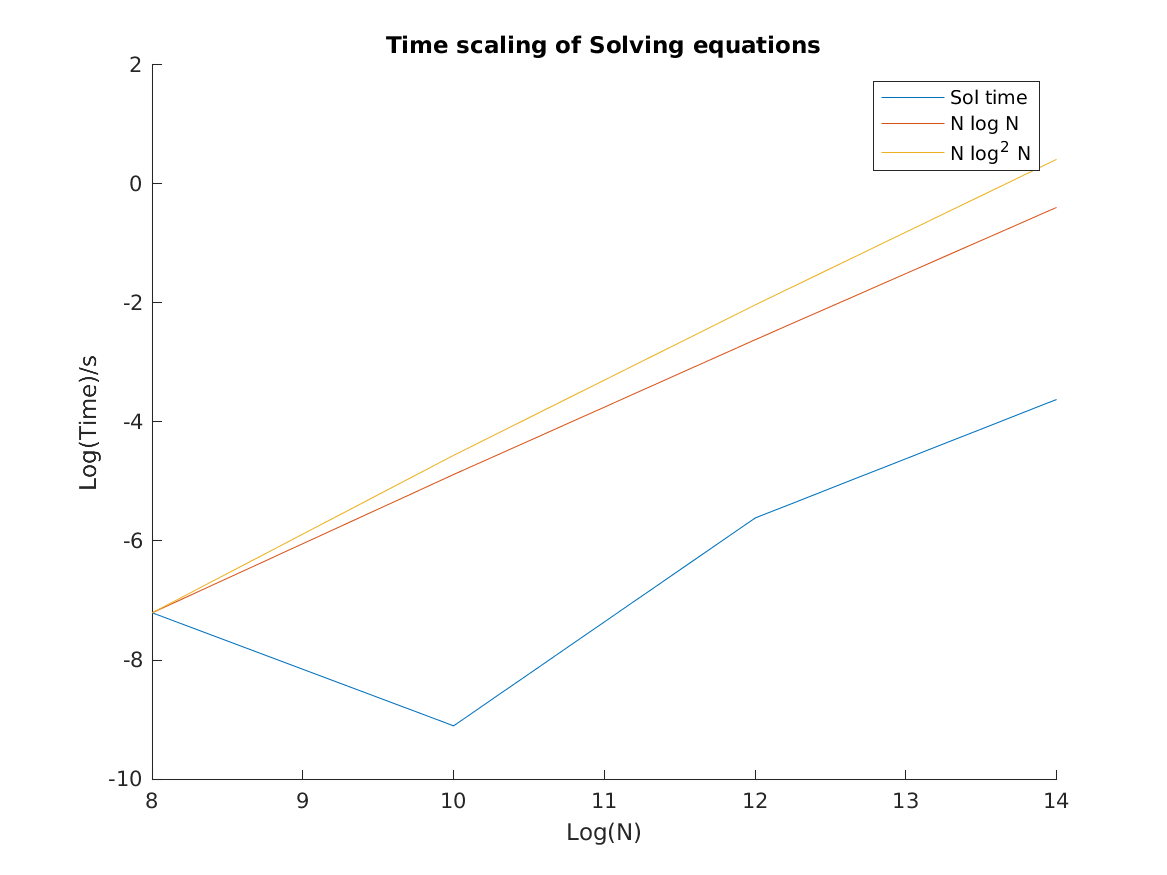 Time scaling of Solving equations
2
Sol time
N log N
N log² N
0
-2
Log(Time)/s
-4
-6
-8
-10
8 9 10 11 12 13 14
Log(N)